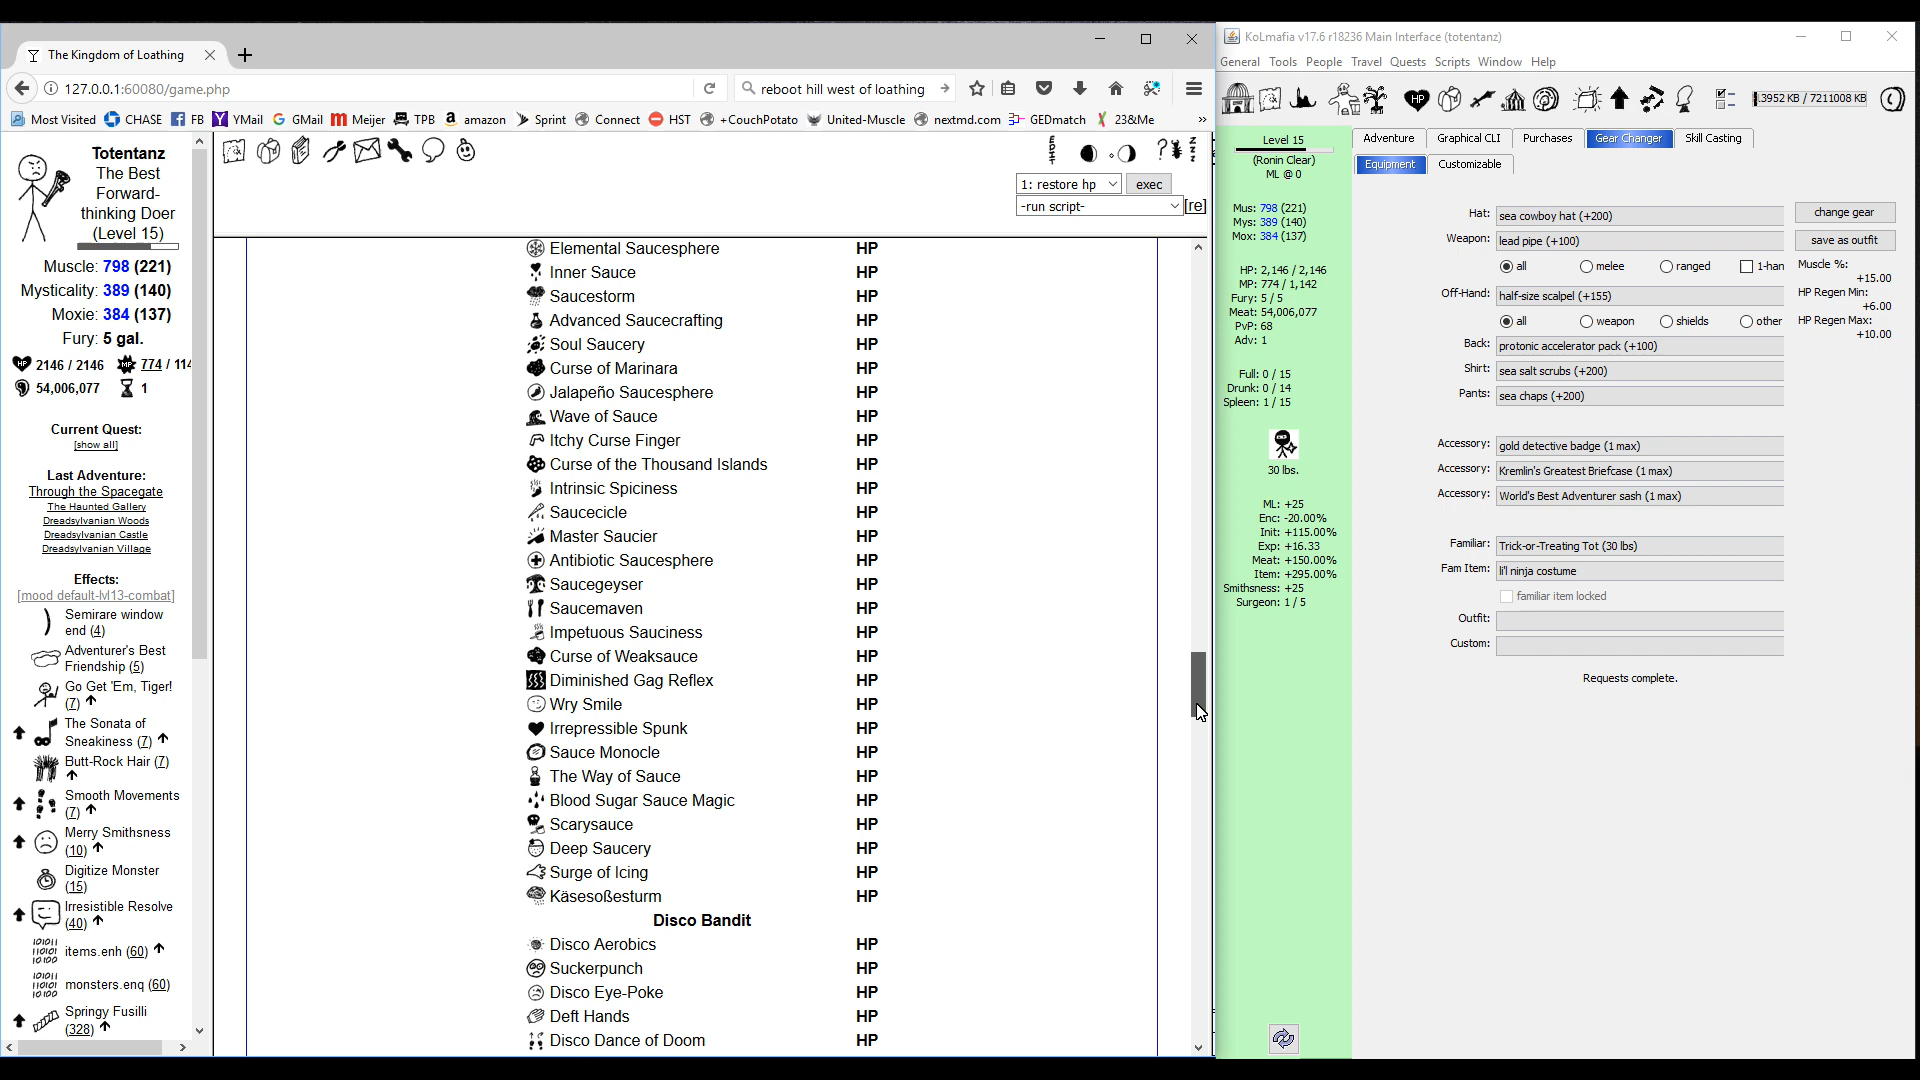 The Kingdom of Loathing
127.0.0.1:60080/game.php
reboot hill west of loathing
Most Visited CHASE FB YMail GMail Meijer TPB amazon Sprint Connect HST +CouchPotato United-Muscle nextmd.com GEDmatch 23&Me »
Totentanz
The Best
Forward-
thinking Doer
(Level 15)
Muscle: 798 (221)
Mysticality: 389 (140)
Moxie: 384 (137)
Fury: 5 gal.
2146 / 2146 774 / 114
54,006,077 1
Current Quest:
[show all]
Last Adventure:
Through the Spacegate
The Haunted Gallery
Dreadsylvanian Woods
Dreadsylvanian Castle
Dreadsylvanian Village
Effects:
[mood default-M13-combat]
Semirare window
end (4)
Adventurer's Best
Friendship (5)
Go Get 'Em, Tiger!
(7)
The Sonata of
Sneakiness (7)
Butt-Rock Hair (7)
Smooth Movements
(7)
Merry Smithsness
(10)
Digitize Monster
(15)
Irresistible Resolve
(40)
items.enh (60)
monsters.enq (60)
Springy Fusilli
(328)
1: restore hp exec
-run script- [re]
Elemental Saucesphere HP
Inner Sauce HP
Saucestorm HP
Advanced Saucecrafting HP
Soul Saucery HP
Curse of Marinara HP
Jalapeño Saucesphere HP
Wave of Sauce HP
Itchy Curse Finger HP
Curse of the Thousand Islands HP
Intrinsic Spiciness HP
Saucecicle HP
Master Saucier HP
Antibiotic Saucesphere HP
Saucegeyser HP
Saucemaven HP
Impetuous Sauciness HP
Curse of Weaksauce HP
Diminished Gag Reflex HP
Wry Smile HP
Irrepressible Spunk HP
Sauce Monocle HP
The Way of Sauce HP
Blood Sugar Sauce Magic HP
Scarysauce HP
Deep Saucery HP
Surge of Icing HP
Käsesoßesturm HP
Disco Bandit
Disco Aerobics HP
Suckerpunch HP
Disco Eye-Poke HP
Deft Hands HP
Disco Dance of Doom HP
KoLmafia v17.6 r18236 Main Interface (totentanz)
General Tools People Travel Quests Scripts Window Help
3952 KB / 7211008 KB
Level 15
(Ronin Clear)
ML @ 0
Mus: 798 (221)
Mys: 389 (140)
Mox: 384 (137)
HP: 2,146 / 2,146
MP: 774 / 1,142
Fury: 5 / 5
Meat: 54,006,077
PvP: 68
Adv: 1
Full: 0 / 15
Drunk: 0 / 14
Spleen: 1 / 15
30 lbs.
ML: +25
Enc: -20.00%
Init: +115.00%
Exp: +16.33
Meat: +150.00%
Item: +295.00%
Smithsness: +25
Surgeon: 1 / 5
Adventure Graphical CLI Purchases Gear Changer Skill Casting
Equipment Customizable
Hat: sea cowboy hat (+200) change gear
Weapon: lead pipe (+100) save as outfit
all melee ranged 1-han
Muscle %:
+15.00
Off-Hand: half-size scalpel (+155)
HP Regen Min:
+6.00
all weapon shields other
HP Regen Max:
+10.00
Back: protonic accelerator pack (+100)
Shirt: sea salt scrubs (+200)
Pants: sea chaps (+200)
Accessory: gold detective badge (1 max)
Accessory: Kremlin's Greatest Briefcase (1 max)
Accessory: World's Best Adventurer sash (1 max)
Familiar: Trick-or-Treating Tot (30 lbs)
Fam Item: li'l ninja costume
familiar item locked
Outfit:
Custom:
Requests complete.